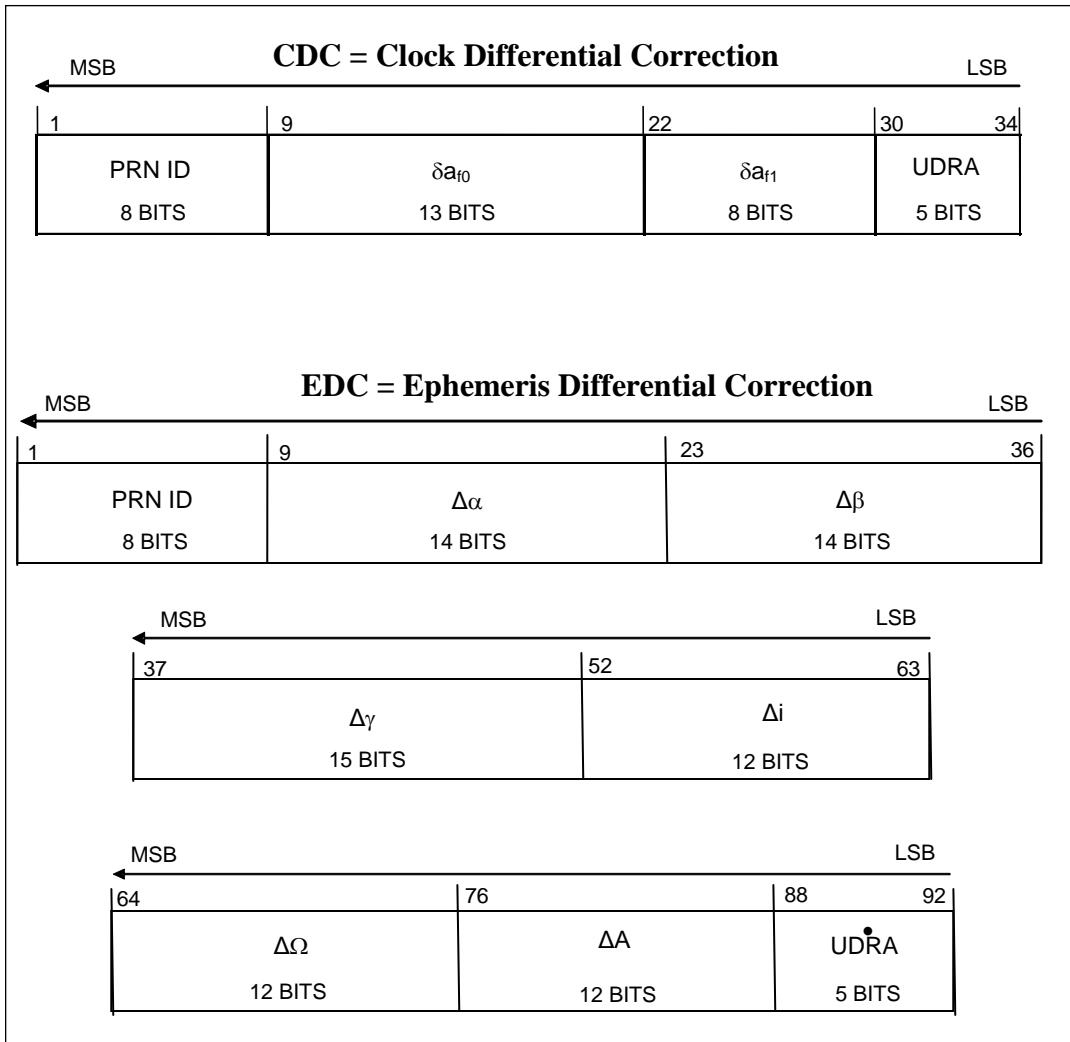 CDC = Clock Differential Correction
MSB LSB
1 9 22 30 34
PRN ID δaf0 δaf1 UDRA
8 BITS 13 BITS 8 BITS 5 BITS
EDC = Ephemeris Differential Correction
MSB LSB
1 9 23 36
PRN ID Δα Δβ
8 BITS 14 BITS 14 BITS
MSB LSB
37 52 63
Δγ Δi
15 BITS 12 BITS
MSB LSB
64 76 88 92
ΔΩ ΔA UDṘA
12 BITS 12 BITS 5 BITS